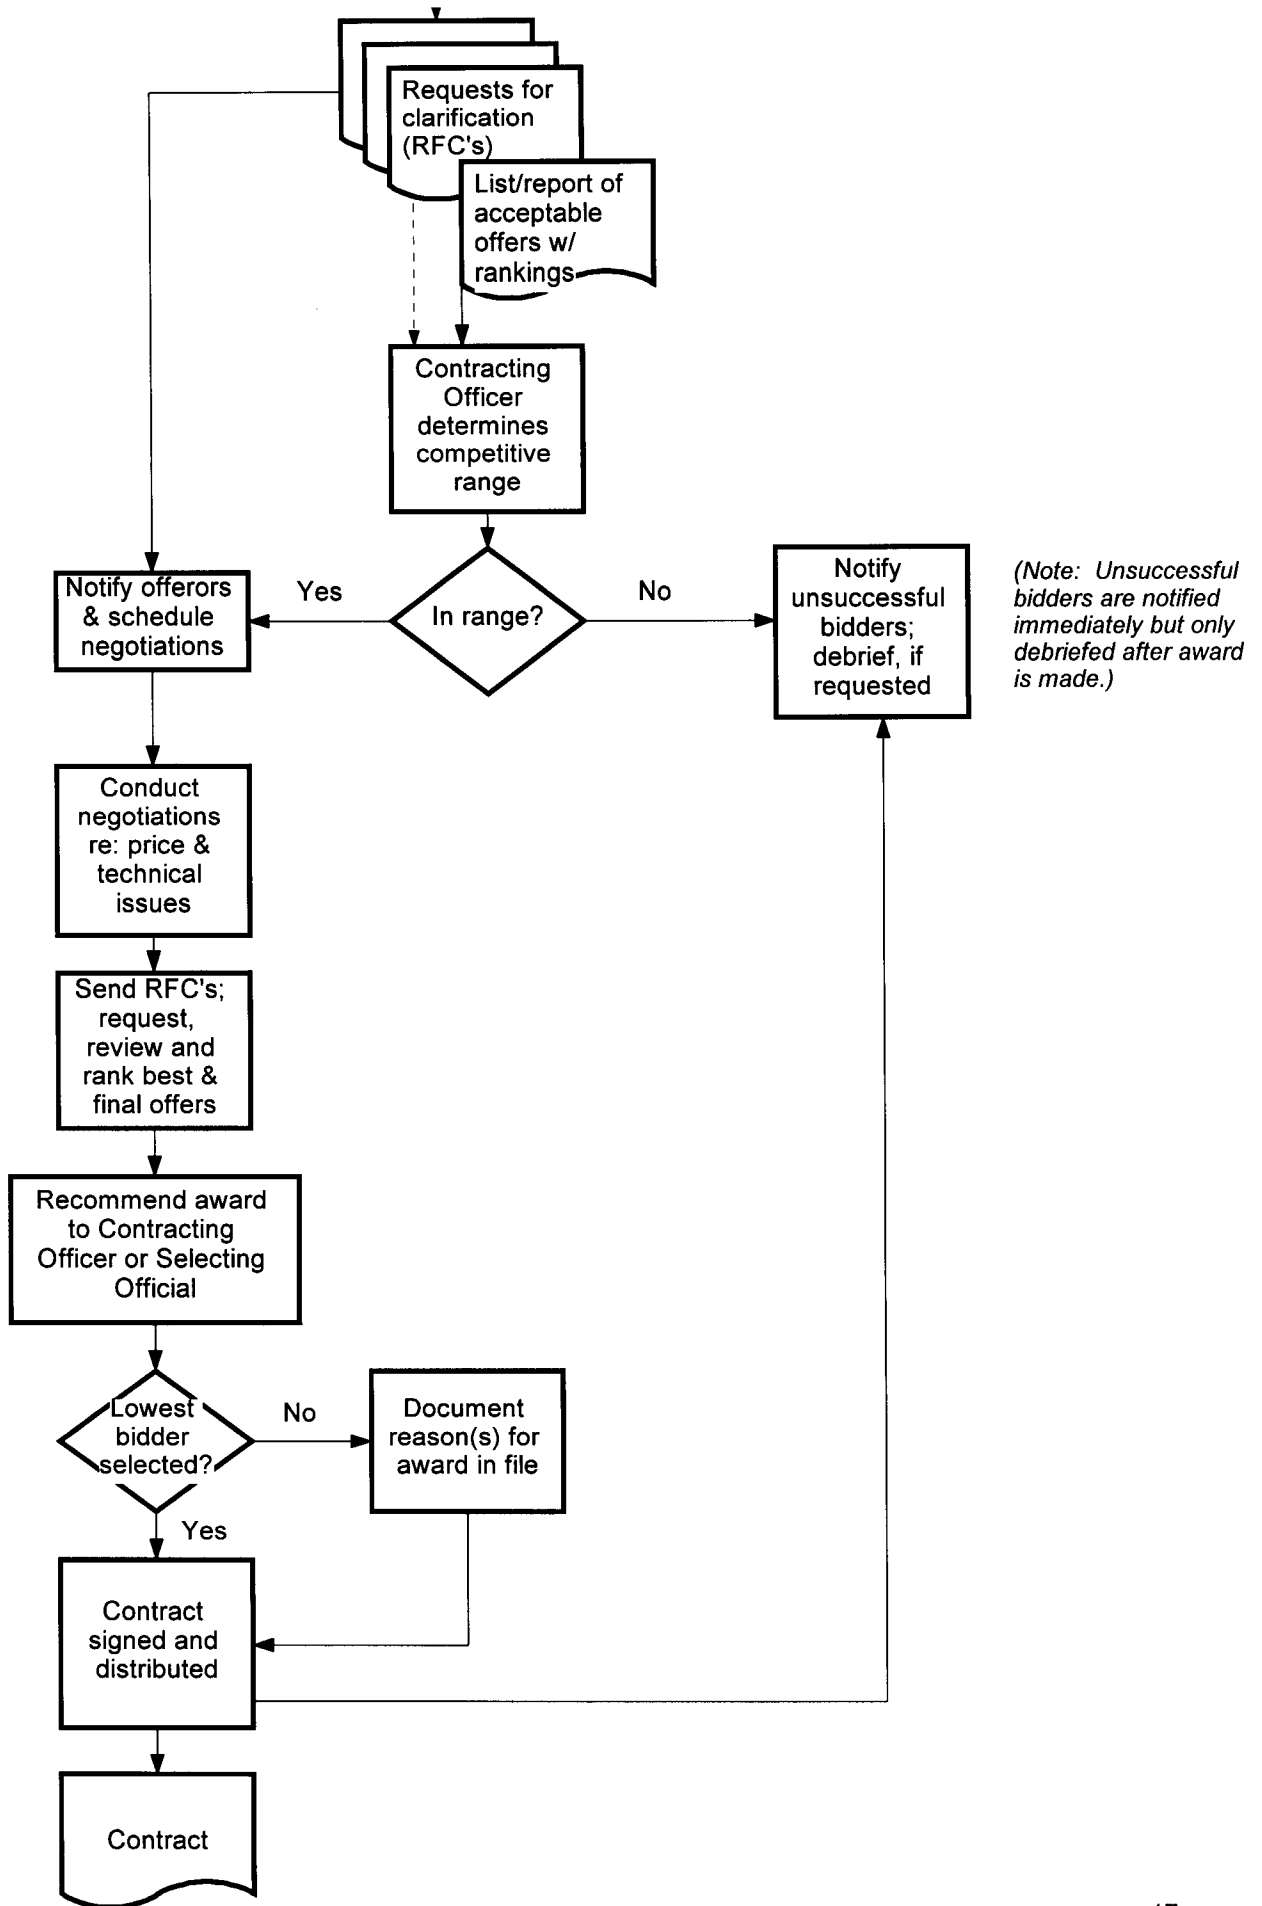 Requests for
clarification
(RFC's)
List/report of
acceptable
offers w/
rankings
Contracting
Officer
determines
competitive
range
In range?
Yes
No
Notify offerors
& schedule
negotiations
Notify
unsuccessful
bidders;
debrief, if
requested
(Note: Unsuccessful
bidders are notified
immediately but only
debriefed after award
is made.)
Conduct
negotiations
re: price &
technical
issues
Send RFC's;
request,
review and
rank best &
final offers
Recommend award
to Contracting
Officer or Selecting
Official
Lowest
bidder
selected?
No
Document
reason(s) for
award in file
Yes
Contract
signed and
distributed
Contract